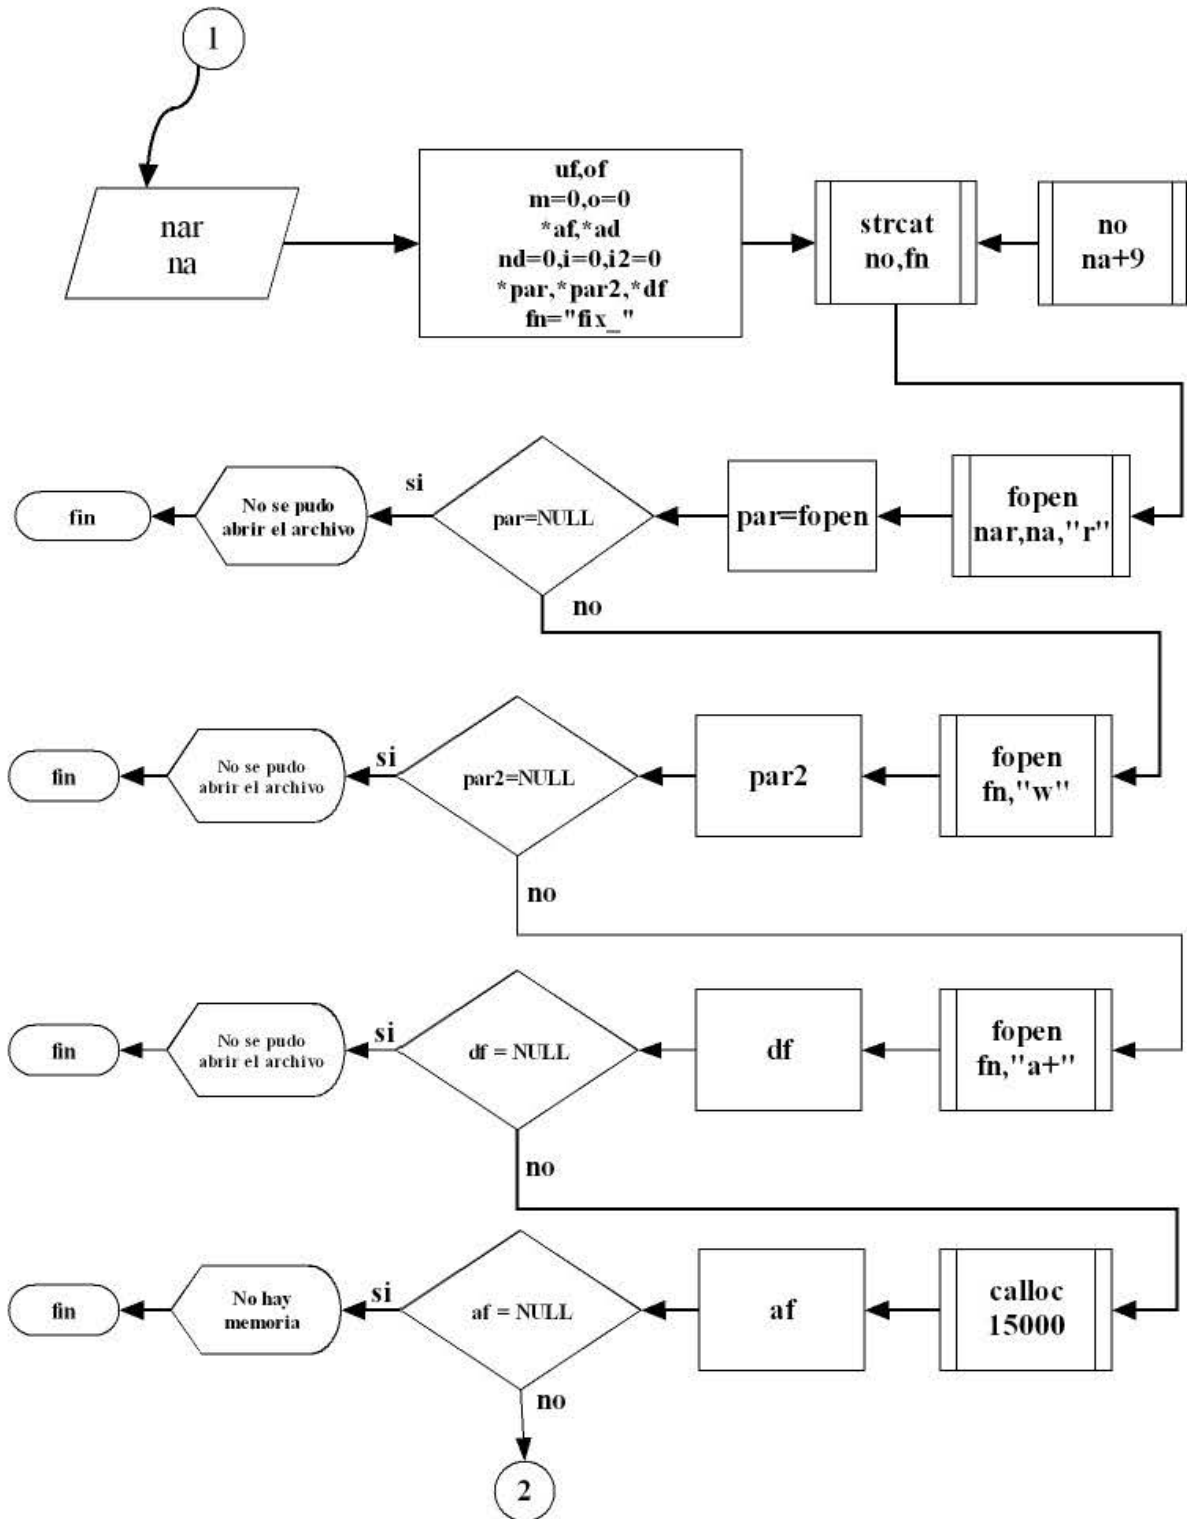 1
nar
na
uf,of
m=0,o=0
*af,*ad
nd=0,i=0,i2=0
*par,*par2,*df
fn="fix_"
strcat
no,fn
no
na+9
fin
No se pudo
abrir el archivo
si
par=NULL
no
par=fopen
fopen
nar,na,"r"
fin
No se pudo
abrir el archivo
si
par2=NULL
no
par2
fopen
fn,"w"
fin
No se pudo
abrir el archivo
si
df = NULL
no
df
fopen
fn,"a+"
fin
No hay
memoria
si
af = NULL
no
af
calloc
15000
2